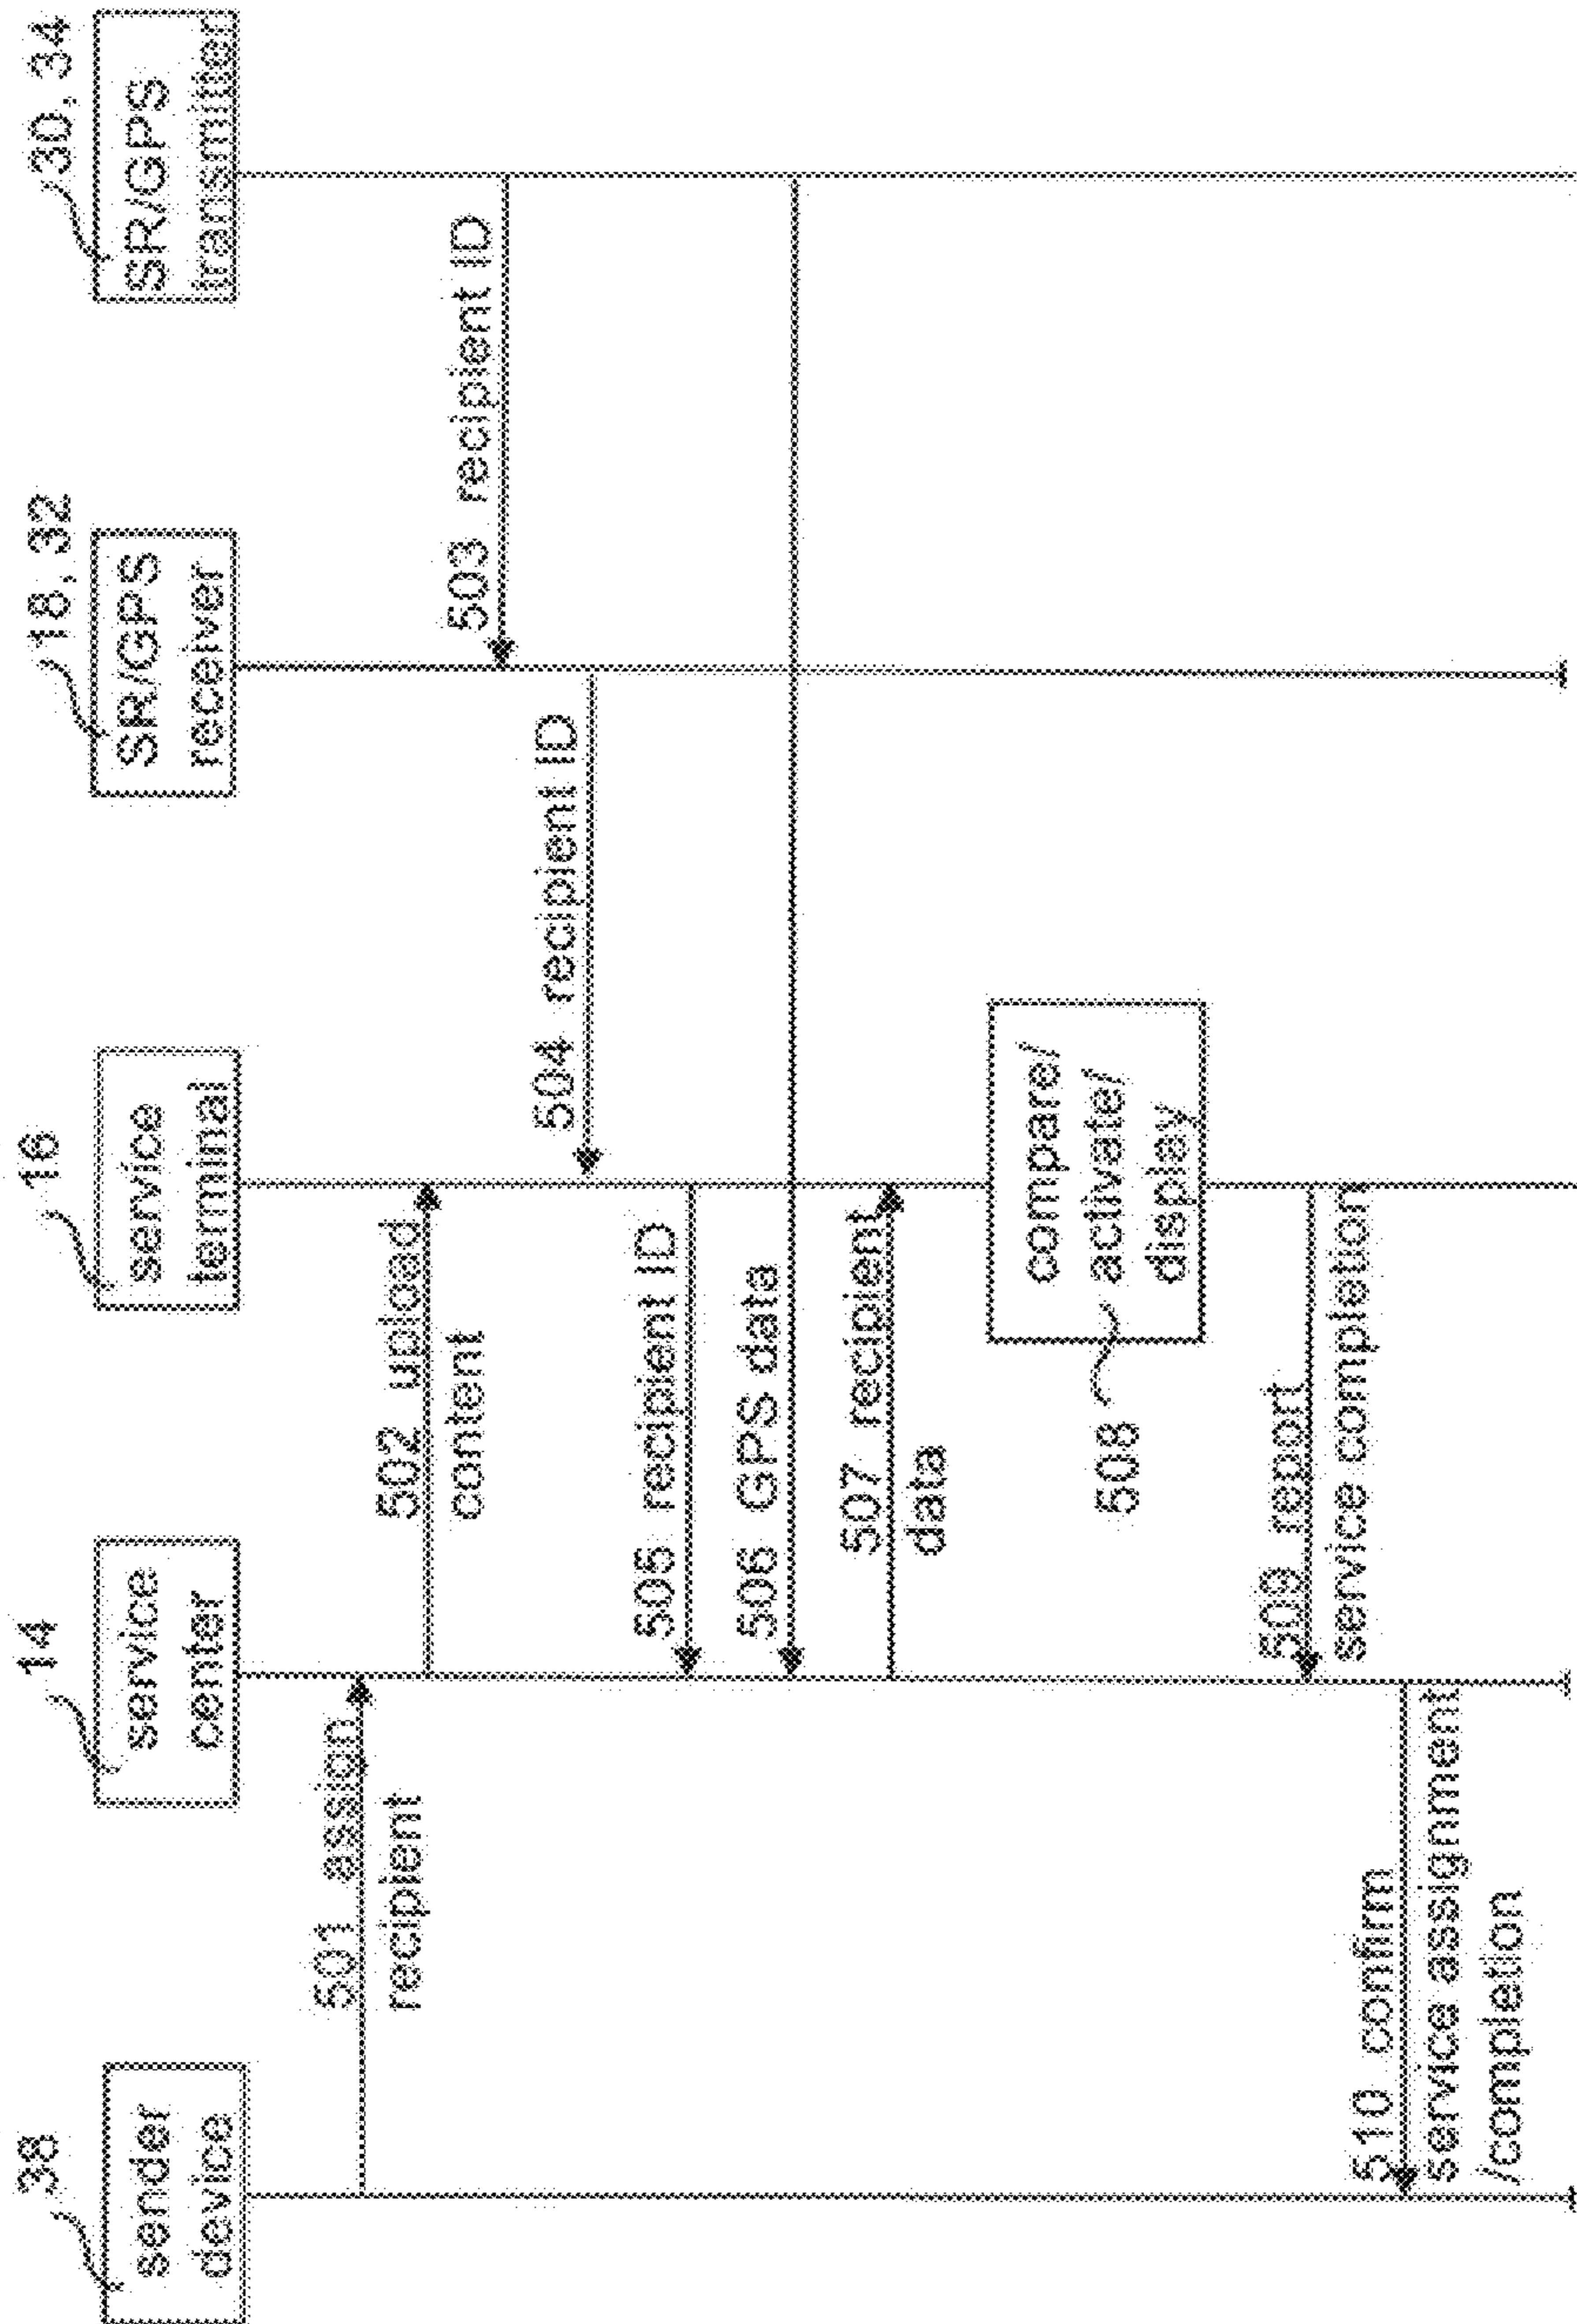 38
sender
device
14
service
center
16
service
terminal
18, 32
SR/GPS
receiver
30, 34
SR/GPS
transmitter
501 assign
recipient
502 upload
content
503 recipient ID
504 recipient ID
505 recipient ID
506 GPS data
507 recipient
data
compare/
activate/
display
508
509 report
service completion
510 confirm
service assignment
/completion